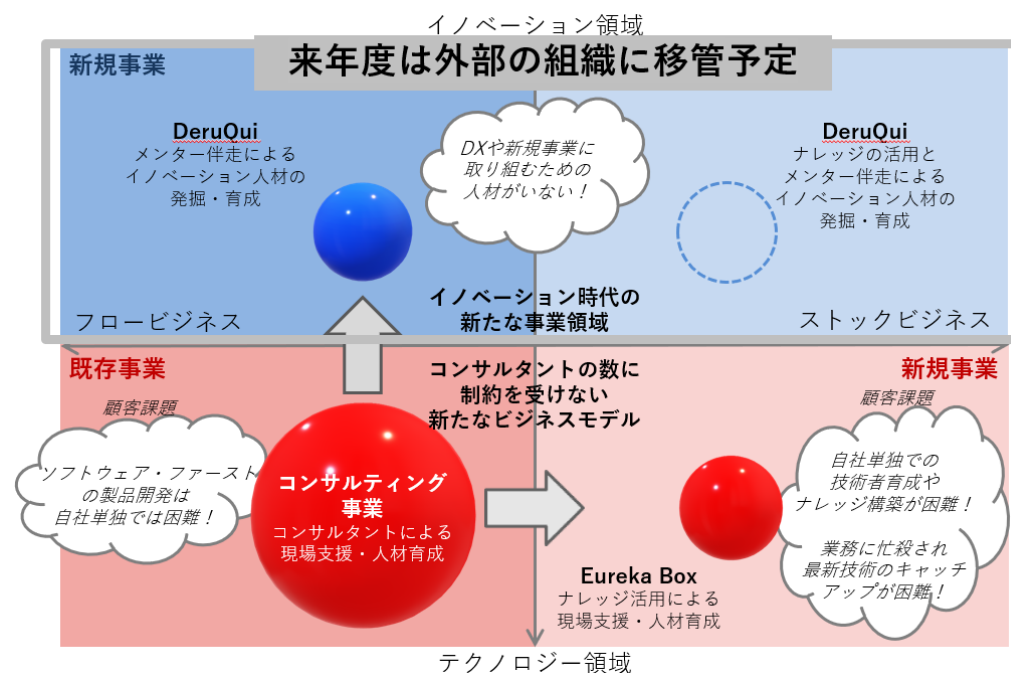 イノベーション領域
新規事業
来年度は外部の組織に移管予定
DeruQui
メンター伴走による
イノベーション人材の
発掘・育成
DXや新規事業に
取り組むための
人材がいない！
DeruQui
ナレッジの活用と
メンター伴走による
イノベーション人材の
発掘・育成
イノベーション時代の
新たな事業領域
フロービジネス
ストックビジネス
既存事業
コンサルタントの数に
制約を受けない
新たなビジネスモデル
新規事業
顧客課題
ソフトウェア・ファースト
の製品開発は
自社単独では困難！
コンサルティング
事業
コンサルタントによる
現場支援・人材育成
顧客課題
自社単独での
技術者育成や
ナレッジ構築が困難！
業務に忙殺され
最新技術のキャッチ
アップが困難！
Eureka Box
ナレッジ活用による
現場支援・人材育成
テクノロジー領域